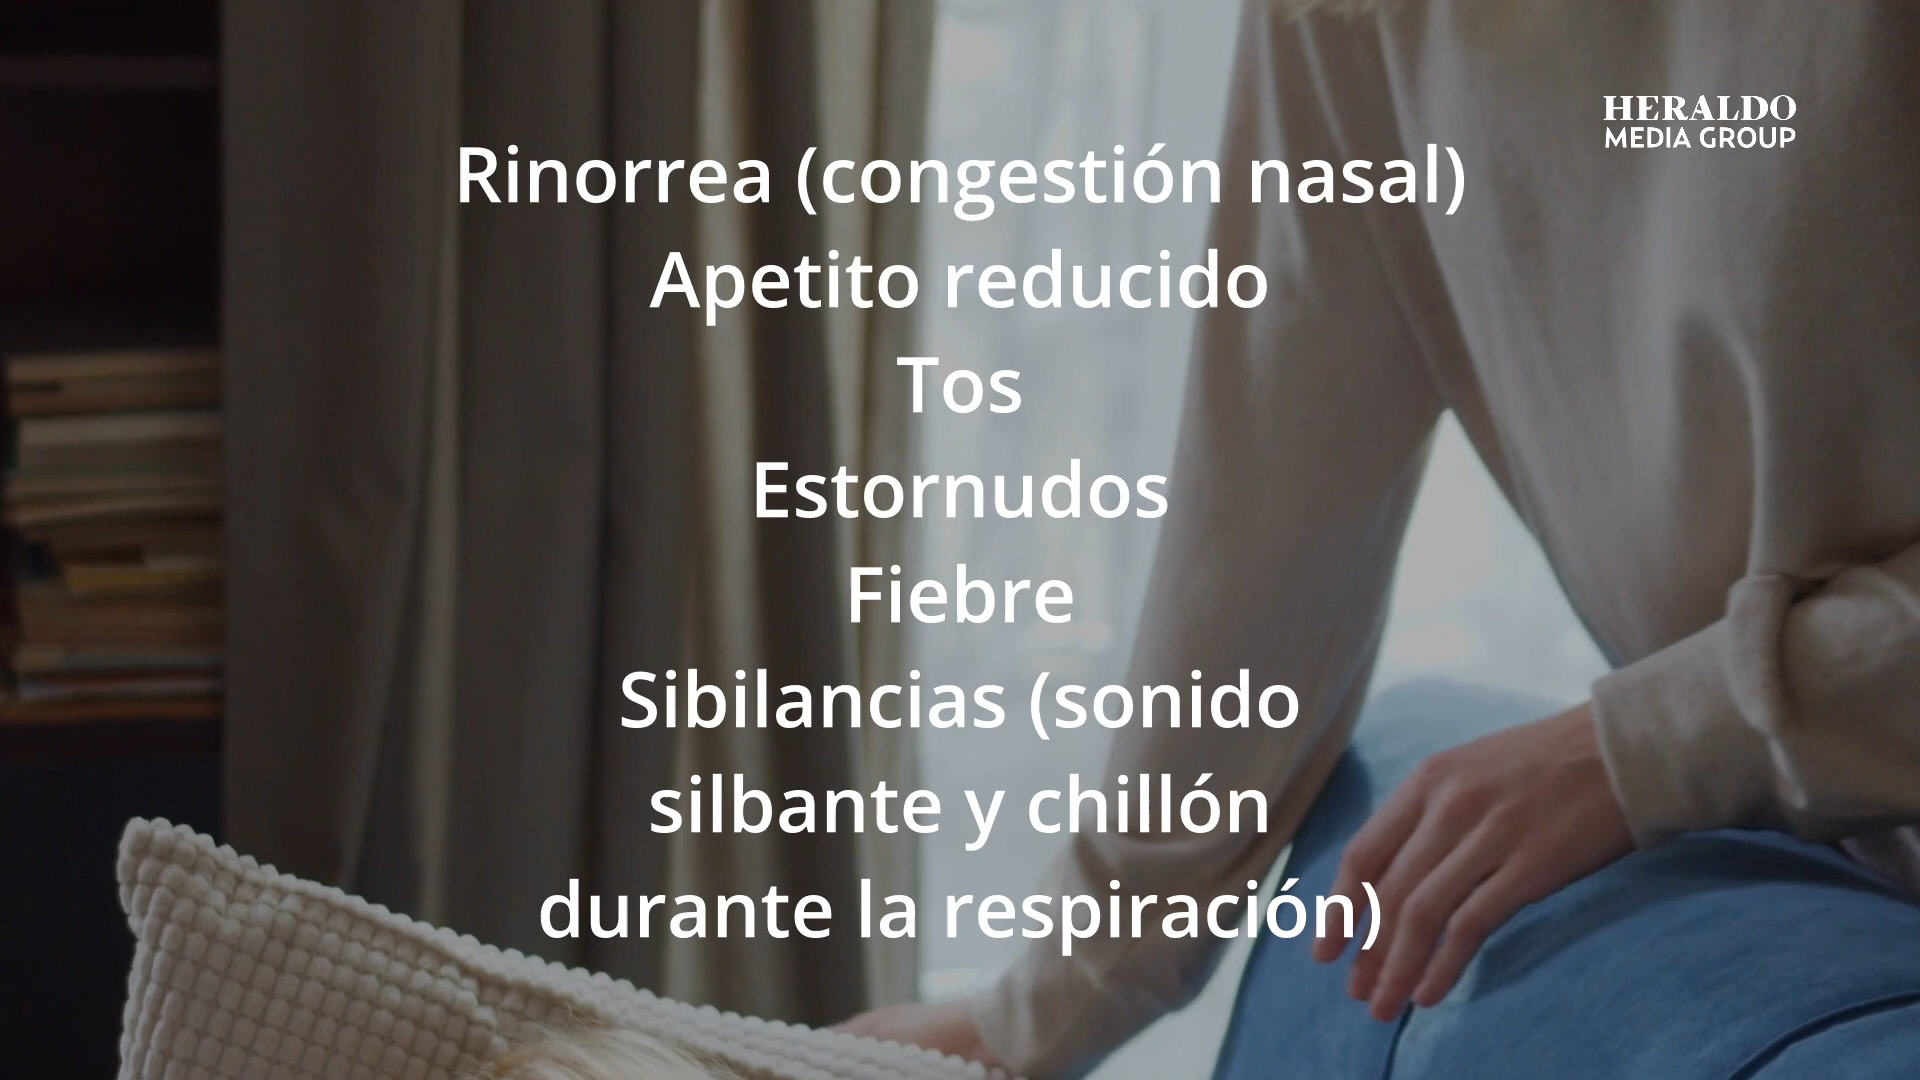 HERALDO
MEDIA GROUP
Rinorrea (congestión nasal)
Apetito reducido
Tos
Estornudos
Fiebre
Sibilancias (sonido
silbante y chillón
durante la respiración)